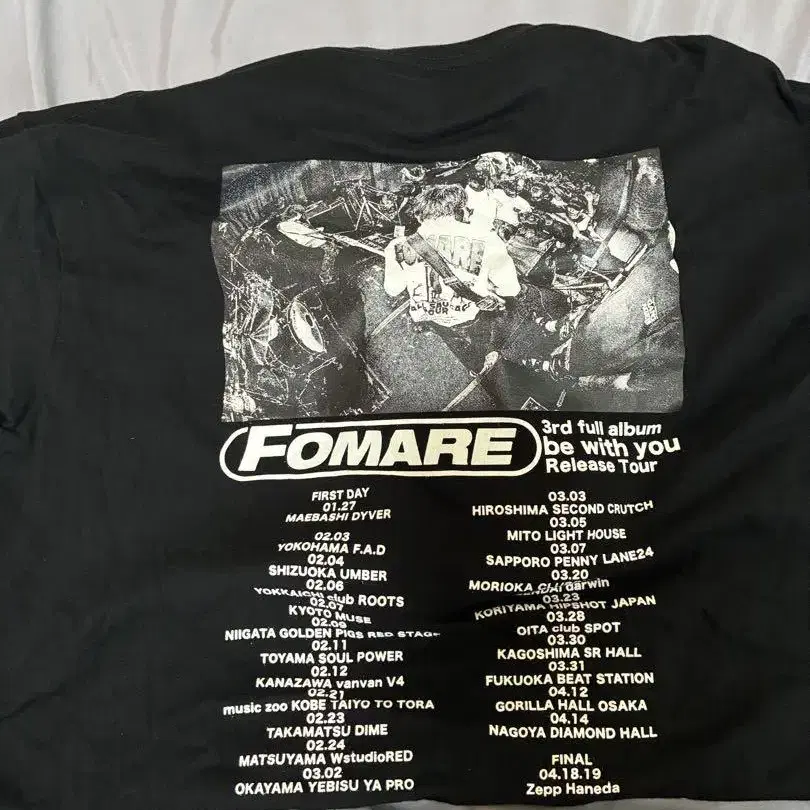 FOMARE
3rd full album
be with you
Release Tour
FIRST DAY
01.27
MAEBASHI DYVER
02.03
YOKOHAMA F.A.D
02.04
SHIZUOKA UMBER
02.06
YOKKAICHI club ROOTS
02.07
KYOTO MUSE
02.09
NIIGATA GOLDEN PIGS RED STAGE
02.11
TOYAMA SOUL POWER
02.12
KANAZAWA vanvan V4
02.21
music zoo KOBE TAIYO TO TORA
02.23
TAKAMATSU DIME
02.24
MATSUYAMA WstudioRED
03.02
OKAYAMA YEBISU YA PRO
03.03
HIROSHIMA SECOND CRUTCH
03.05
MITO LIGHT HOUSE
03.07
SAPPORO PENNY LANE24
03.20
MORIOKA
03.23
KORIYAMA HIPSHOT JAPAN
03.28
OITA club SPOT
03.30
KAGOSHIMA SR HALL
03.31
FUKUOKA BEAT STATION
04.12
GORILLA HALL OSAKA
04.14
NAGOYA DIAMOND HALL
FINAL
04.18.19
Zepp Haneda